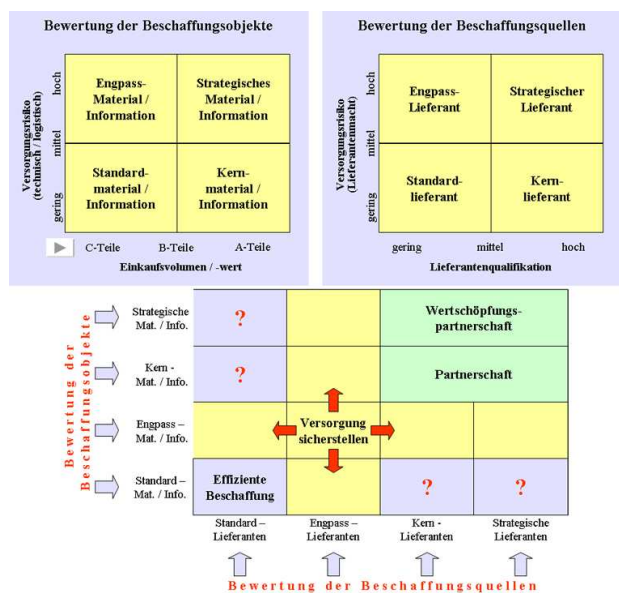 Bewertung der Beschaffungsobjekte
Versorgungsrisiko
(technisch / logistisch)
hoch
mittel
gering
Engpass-
Material /
Information
Strategisches
Material /
Information
Standard-
material /
Information
Kern-
material /
Information
C-Teile
B-Teile
A-Teile
Einkaufsvolumen / -wert
Bewertung der Beschaffungsquellen
Versorgungsrisiko
(Lieferantenmacht)
hoch
mittel
gering
Engpass-
Lieferant
Strategischer
Lieferant
Standard-
lieferant
Kern-
lieferant
gering
mittel
hoch
Lieferantenqualifikation
Bewertung der
Beschaffungsobjekte
Strategische
Mat. / Info.
?
Wertschöpfungs-
partnerschaft
Kern -
Mat. / Info.
?
Partnerschaft
Engpass –
Mat. / Info.
Versorgung
sicherstellen
Standard –
Mat. / Info.
Effiziente
Beschaffung
?
?
Standard –
Lieferanten
Engpass –
Lieferanten
Kern -
Lieferanten
Strategische
Lieferanten
Bewertung der Beschaffungsquellen